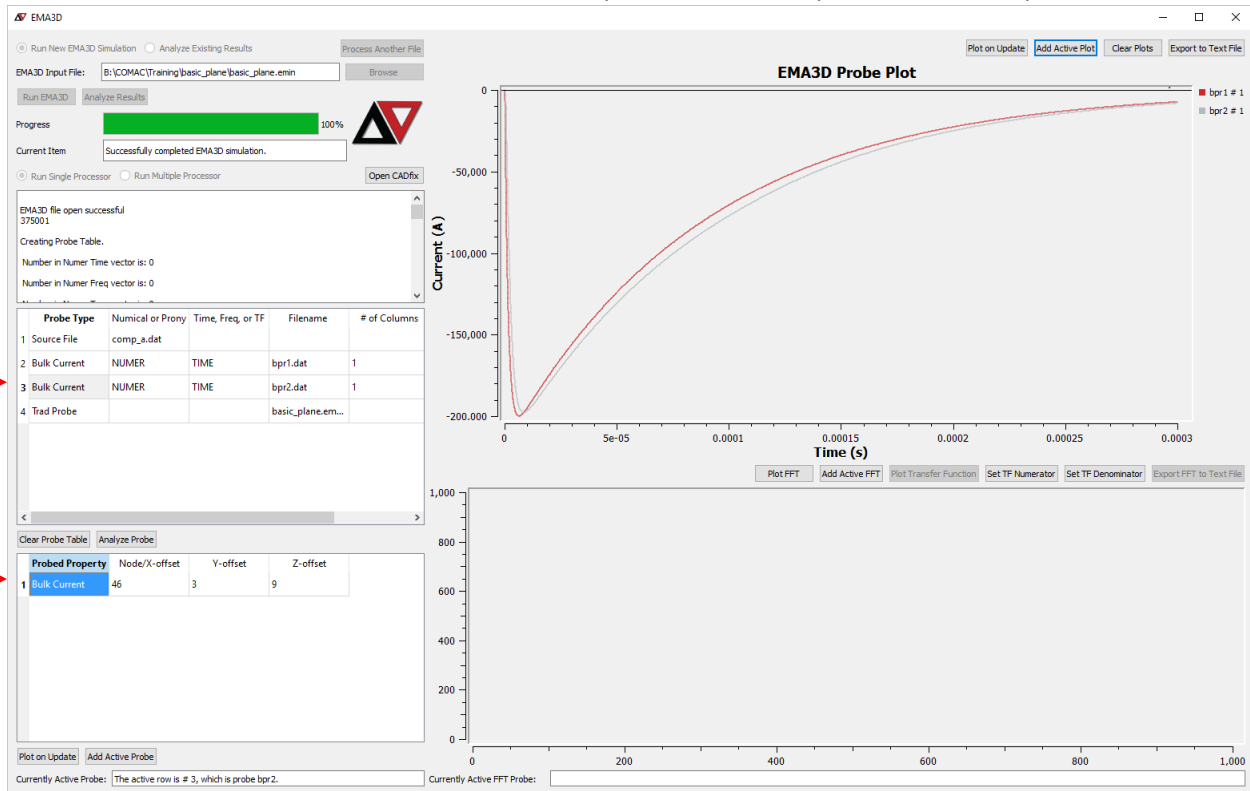 EMA3D
Run New EMA3D Simulation Analyze Existing Results Process Another File
EMA3D Input File: B:\COMAC\Training\basic_plane\basic_plane.emin Browse
Run EMA3D Analyze Results
Progress 100%
Current Item Successfully completed EMA3D simulation.
Run Single Processor Run Multiple Processor Open CADfix
EMA3D file open successful
375001
Creating Probe Table.
Number in Numer Time vector is: 0
Number in Numer Freq vector is: 0
Probe Type Numical or Prony Time, Freq, or TF Filename # of Columns
1 Source File comp_a.dat
2 Bulk Current NUMER TIME bpr1.dat 1
3 Bulk Current NUMER TIME bpr2.dat 1
4 Trad Probe basic_plane.em...
Clear Probe Table Analyze Probe
Probed Property Node/X-offset Y-offset Z-offset
1 Bulk Current 46 3 9
Plot on Update Add Active Probe
Currently Active Probe: The active row is # 3, which is probe bpr2.
Plot on Update Add Active Plot Clear Plots Export to Text File
EMA3D Probe Plot
bpr1 # 1
bpr2 # 1
Current (A)
0
-50,000
-100,000
-150,000
-200.000
0 5e-05 0.0001 0.00015 0.0002 0.00025 0.0003
Time (s)
Plot FFT Add Active FFT Plot Transfer Function Set TF Numerator Set TF Denominator Export FFT to Text File
1,000
800
600
400
200
0
0 200 400 600 800 1,000
Currently Active FFT Probe: